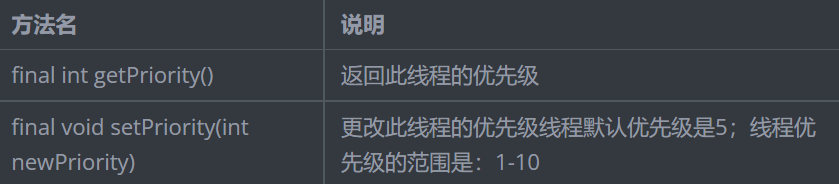 方法名 说明
final int getPriority() 返回此线程的优先级
final void setPriority(int 更改此线程的优先级线程默认优先级是5；线程优
newPriority) 先级的范围是：1-10